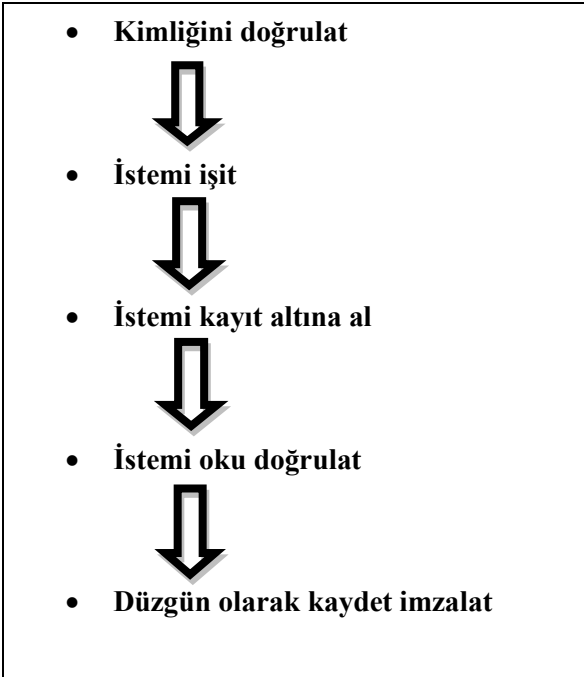 • Kimliğini doğrulat
• İstemi işit
• İstemi kayıt altına al
• İstemi oku doğrulat
• Düzgün olarak kaydet imzalat